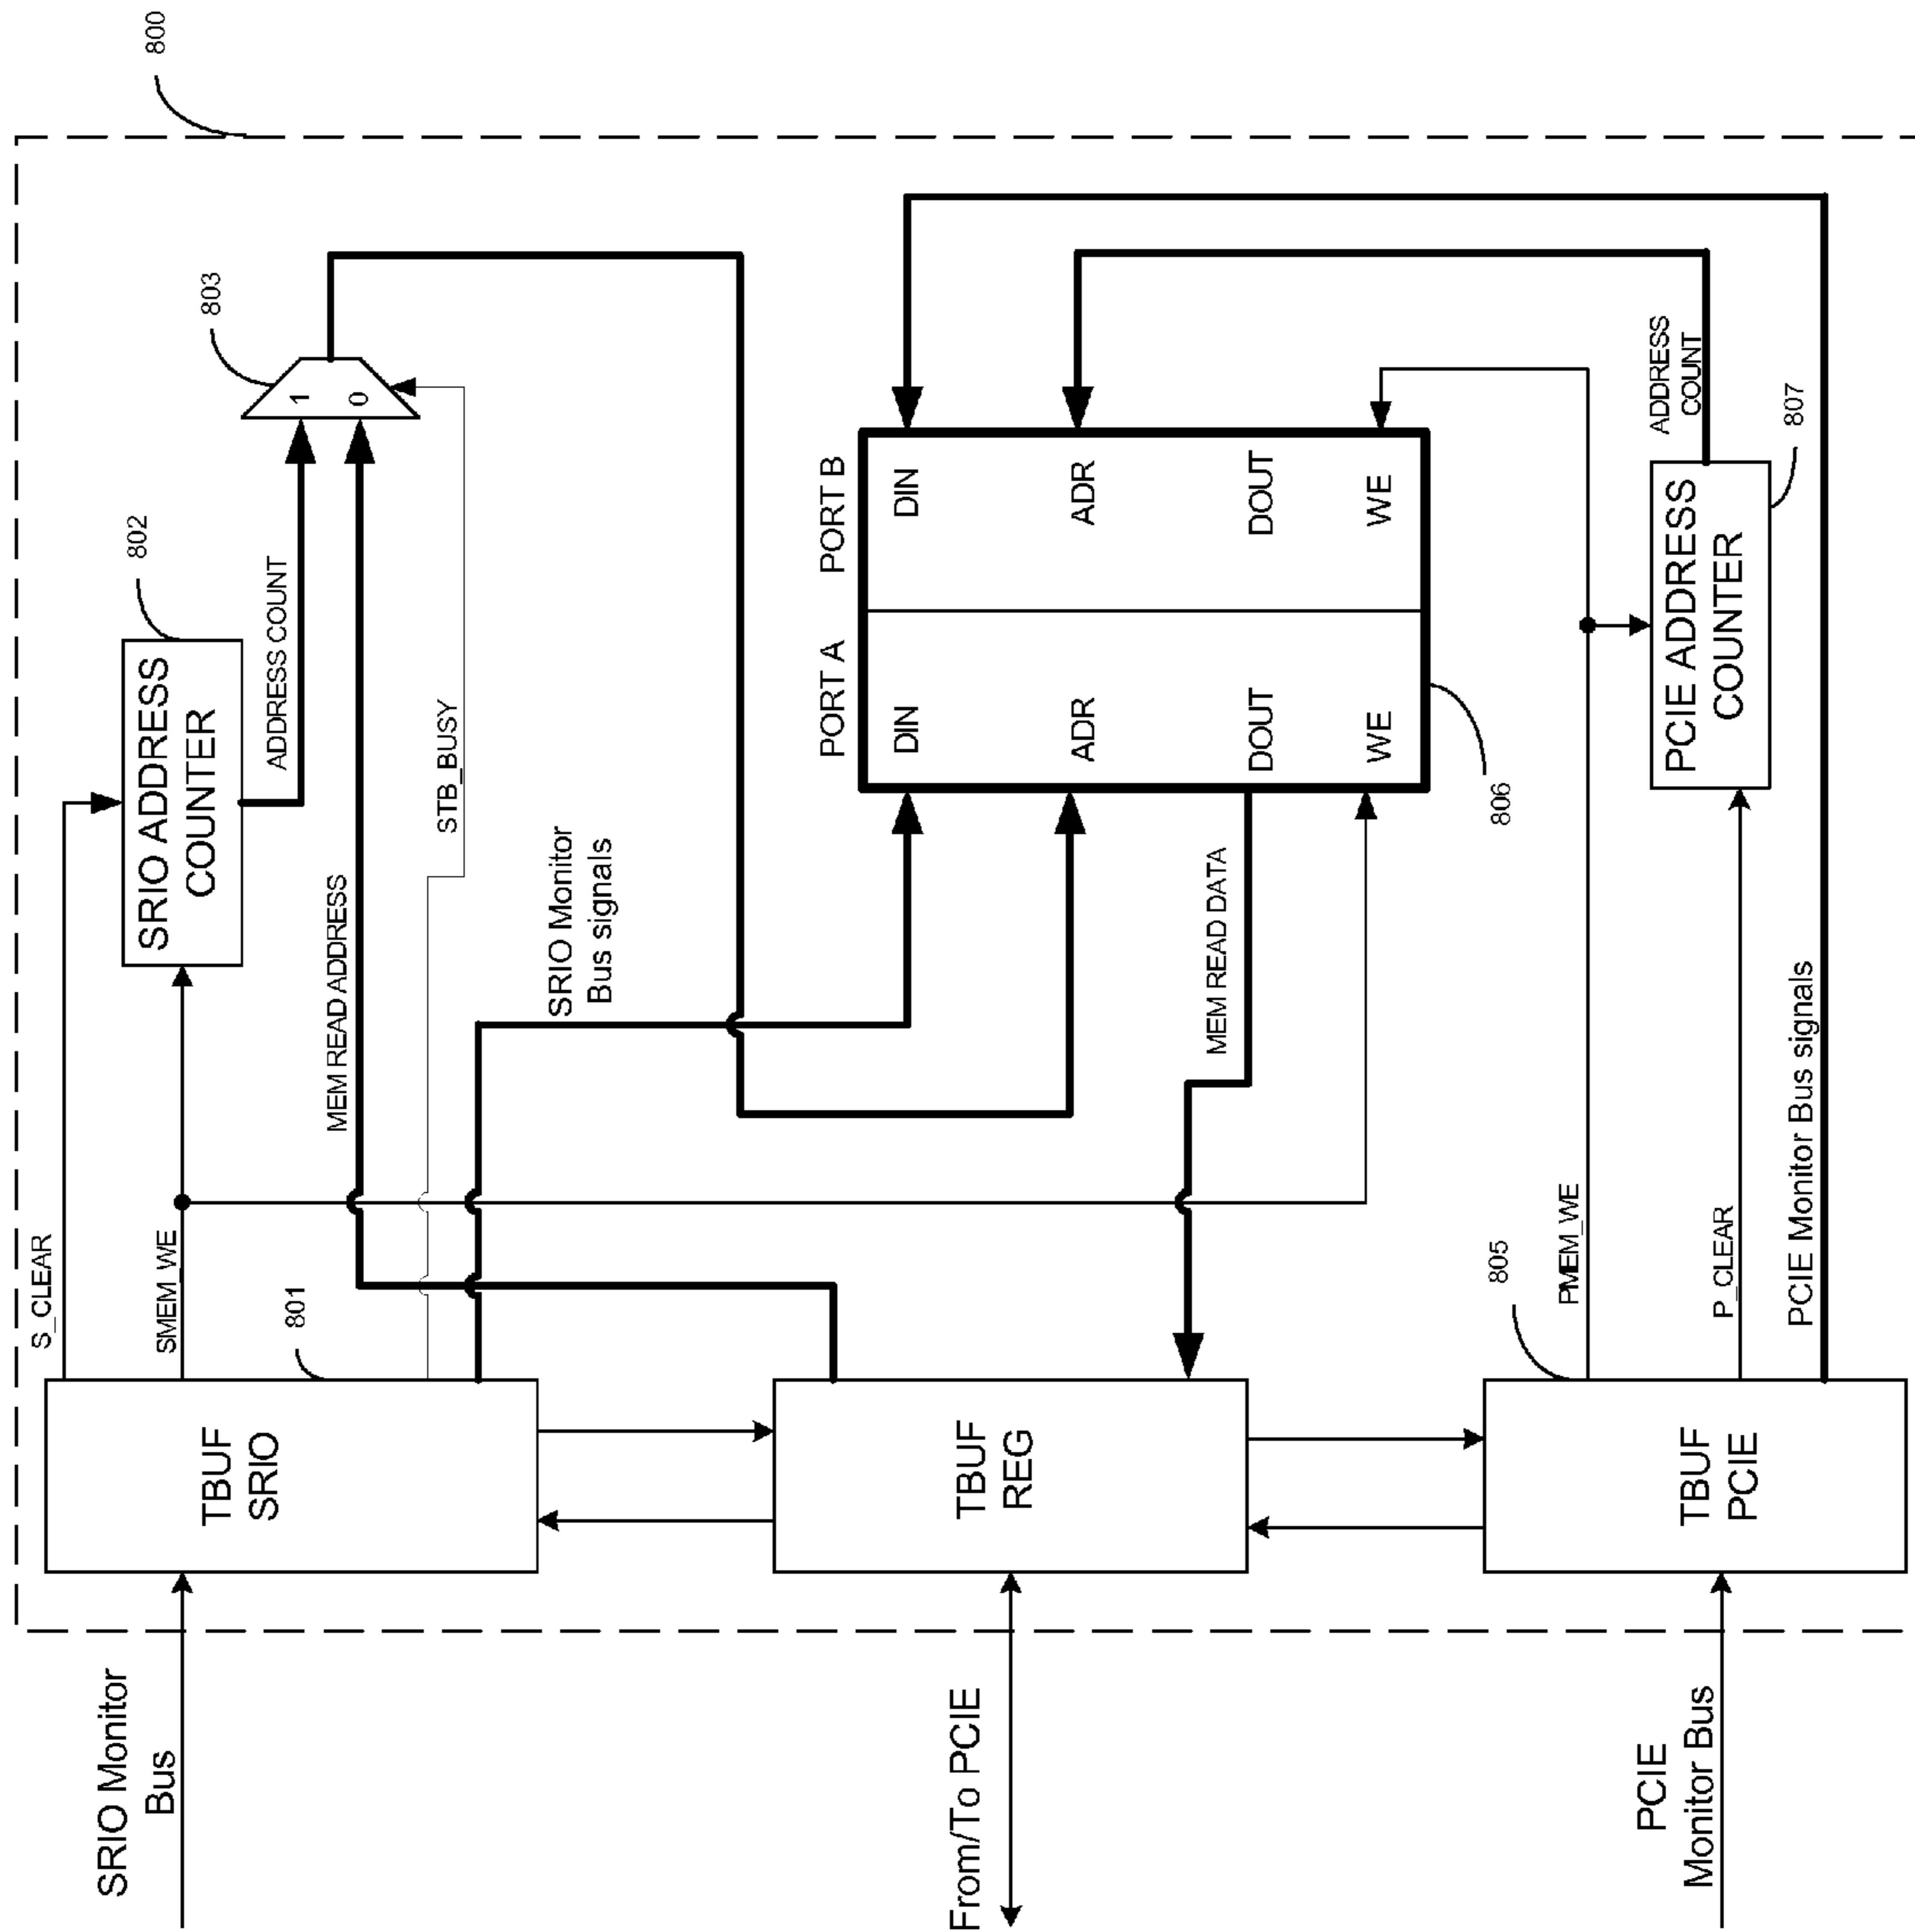 800
SRIO Monitor
Bus
TBUF
SRIO
801
S_CLEAR
SMEM_WE
SRIO ADDRESS
COUNTER
802
ADDRESS COUNT
MEM READ ADDRESS
STB_BUSY
1
0
803
SRIO Monitor
Bus signals
From/To PCIE
TBUF
REG
MEM READ DATA
PORT A
PORT B
DIN
ADR
DOUT
WE
DIN
ADR
DOUT
WE
806
PCIE
Monitor Bus
TBUF
PCIE
805
PMEM_WE
P_CLEAR
PCIE Monitor Bus signals
PCIE ADDRESS
COUNTER
807
ADDRESS
COUNT